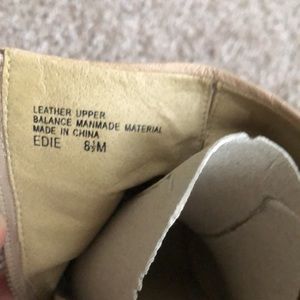 LEATHER UPPER
BALANCE MANMADE MATERIAL
MADE IN CHINA
EDIE 8½M